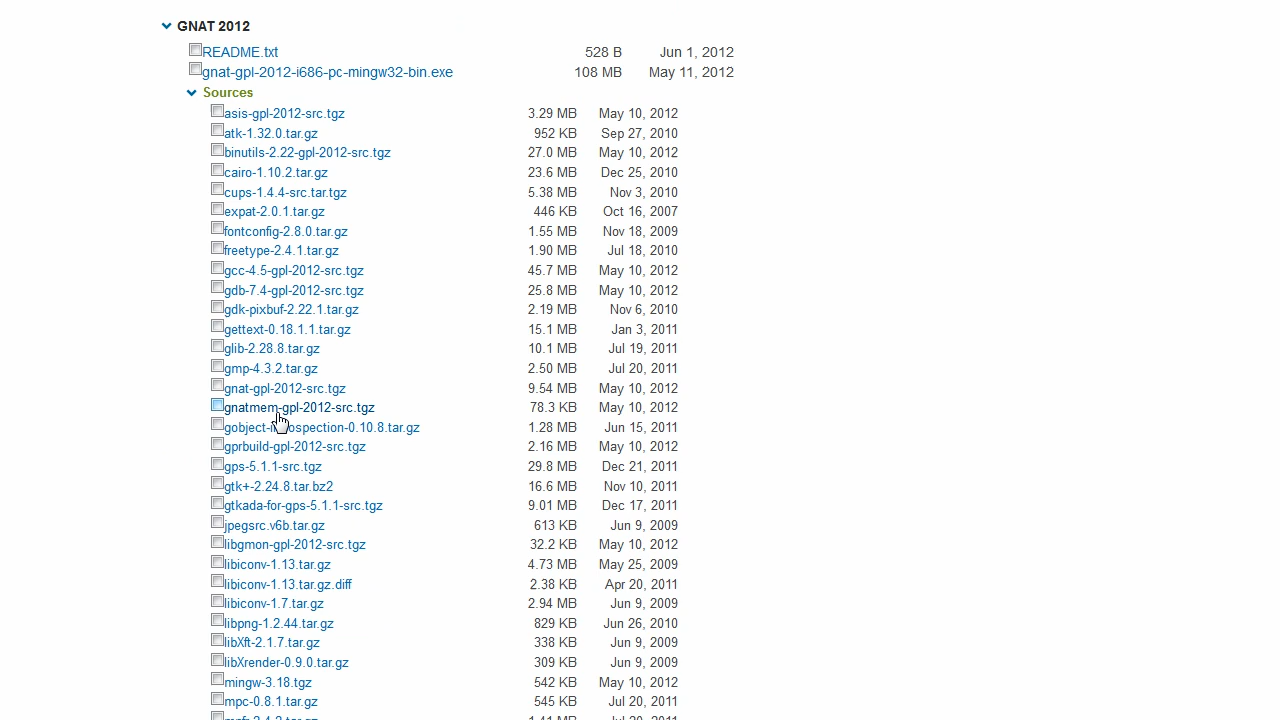 GNAT 2012
README.txt 528 B Jun 1, 2012
gnat-gpl-2012-i686-pc-mingw32-bin.exe 108 MB May 11, 2012
Sources
asis-gpl-2012-src.tgz 3.29 MB May 10, 2012
atk-1.32.0.tar.gz 952 KB Sep 27, 2010
binutils-2.22-gpl-2012-src.tgz 27.0 MB May 10, 2012
cairo-1.10.2.tar.gz 23.6 MB Dec 25, 2010
cups-1.4.4-src.tar.tgz 5.38 MB Nov 3, 2010
expat-2.0.1.tar.gz 446 KB Oct 16, 2007
fontconfig-2.8.0.tar.gz 1.55 MB Nov 18, 2009
freetype-2.4.1.tar.gz 1.90 MB Jul 18, 2010
gcc-4.5-gpl-2012-src.tgz 45.7 MB May 10, 2012
gdb-7.4-gpl-2012-src.tgz 25.8 MB May 10, 2012
gdk-pixbuf-2.22.1.tar.gz 2.19 MB Nov 6, 2010
gettext-0.18.1.1.tar.gz 15.1 MB Jan 3, 2011
glib-2.28.8.tar.gz 10.1 MB Jul 19, 2011
gmp-4.3.2.tar.gz 2.50 MB Jul 20, 2011
gnat-gpl-2012-src.tgz 9.54 MB May 10, 2012
gnatmem-gpl-2012-src.tgz 78.3 KB May 10, 2012
gobject-introspection-0.10.8.tar.gz 1.28 MB Jun 15, 2011
gprbuild-gpl-2012-src.tgz 2.16 MB May 10, 2012
gps-5.1.1-src.tgz 29.8 MB Dec 21, 2011
gtk+-2.24.8.tar.bz2 16.6 MB Nov 10, 2011
gtkada-for-gps-5.1.1-src.tgz 9.01 MB Dec 17, 2011
jpegsrc.v6b.tar.gz 613 KB Jun 9, 2009
libgmon-gpl-2012-src.tgz 32.2 KB May 10, 2012
libiconv-1.13.tar.gz 4.73 MB May 25, 2009
libiconv-1.13.tar.gz.diff 2.38 KB Apr 20, 2011
libiconv-1.7.tar.gz 2.94 MB Jun 9, 2009
libpng-1.2.44.tar.gz 829 KB Jun 26, 2010
libXft-2.1.7.tar.gz 338 KB Jun 9, 2009
libXrender-0.9.0.tar.gz 309 KB Jun 9, 2009
mingw-3.18.tgz 542 KB May 10, 2012
mpc-0.8.1.tar.gz 545 KB Jul 20, 2011